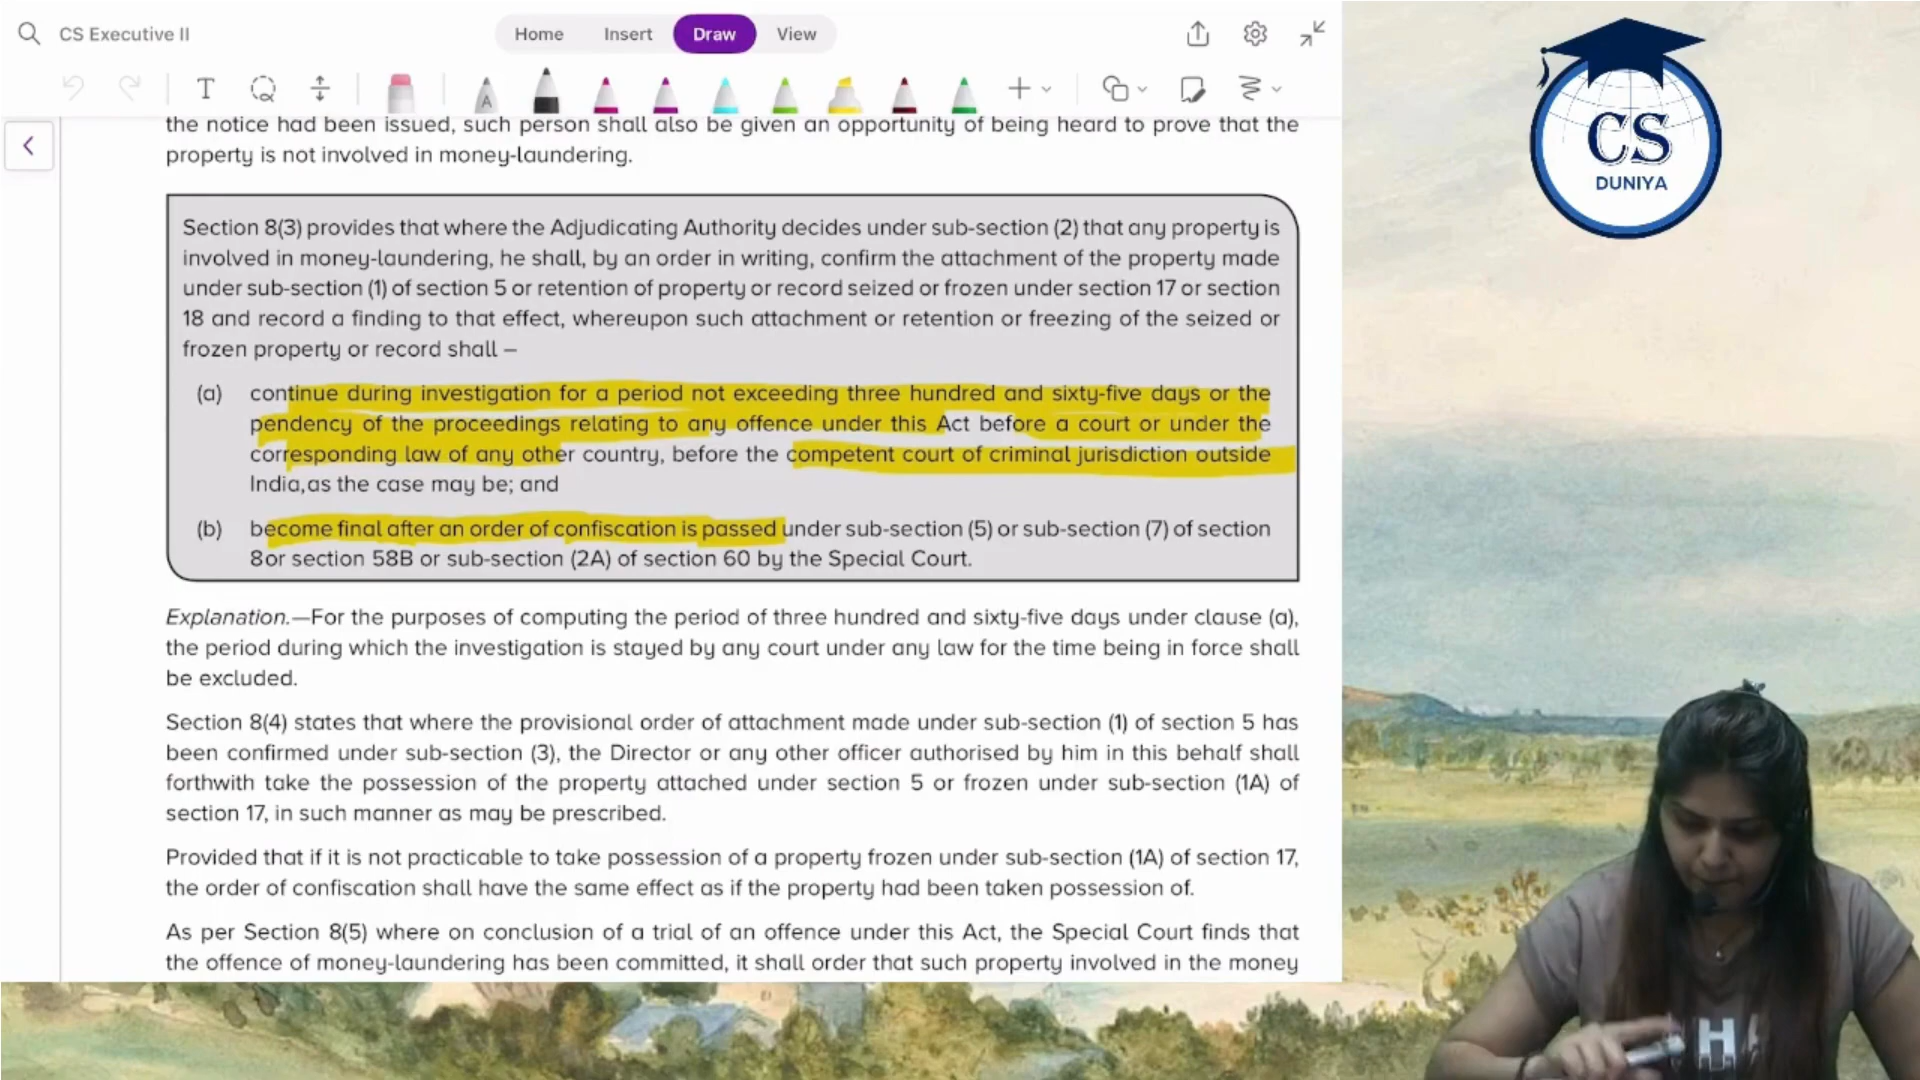 CS Executive II
Home Insert Draw View
the notice had been issued, such person shall also be given an opportunity of being heard to prove that the
property is not involved in money-laundering.
Section 8(3) provides that where the Adjudicating Authority decides under sub-section (2) that any property is
involved in money-laundering, he shall, by an order in writing, confirm the attachment of the property made
under sub-section (1) of section 5 or retention of property or record seized or frozen under section 17 or section
18 and record a finding to that effect, whereupon such attachment or retention or freezing of the seized or
frozen property or record shall –
(a) continue during investigation for a period not exceeding three hundred and sixty-five days or the
pendency of the proceedings relating to any offence under this Act before a court or under the
corresponding law of any other country, before the competent court of criminal jurisdiction outside
India,as the case may be; and
(b) become final after an order of confiscation is passed under sub-section (5) or sub-section (7) of section
8or section 58B or sub-section (2A) of section 60 by the Special Court.
Explanation.—For the purposes of computing the period of three hundred and sixty-five days under clause (a),
the period during which the investigation is stayed by any court under any law for the time being in force shall
be excluded.
Section 8(4) states that where the provisional order of attachment made under sub-section (1) of section 5 has
been confirmed under sub-section (3), the Director or any other officer authorised by him in this behalf shall
forthwith take the possession of the property attached under section 5 or frozen under sub-section (1A) of
section 17, in such manner as may be prescribed.
Provided that if it is not practicable to take possession of a property frozen under sub-section (1A) of section 17,
the order of confiscation shall have the same effect as if the property had been taken possession of.
As per Section 8(5) where on conclusion of a trial of an offence under this Act, the Special Court finds that
the offence of money-laundering has been committed, it shall order that such property involved in the money
CS
DUNIYA
H